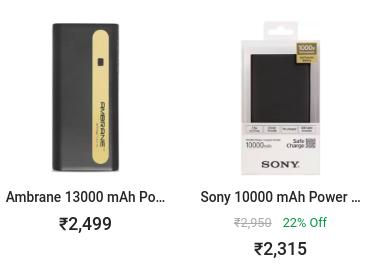 AMBRANE
1000x
10000mAh
Safe
Charge
SONY
Ambrane 13000 mAh Po...
₹2,499
Sony 10000 mAh Power ...
₹2,950 22% Off
₹2,315